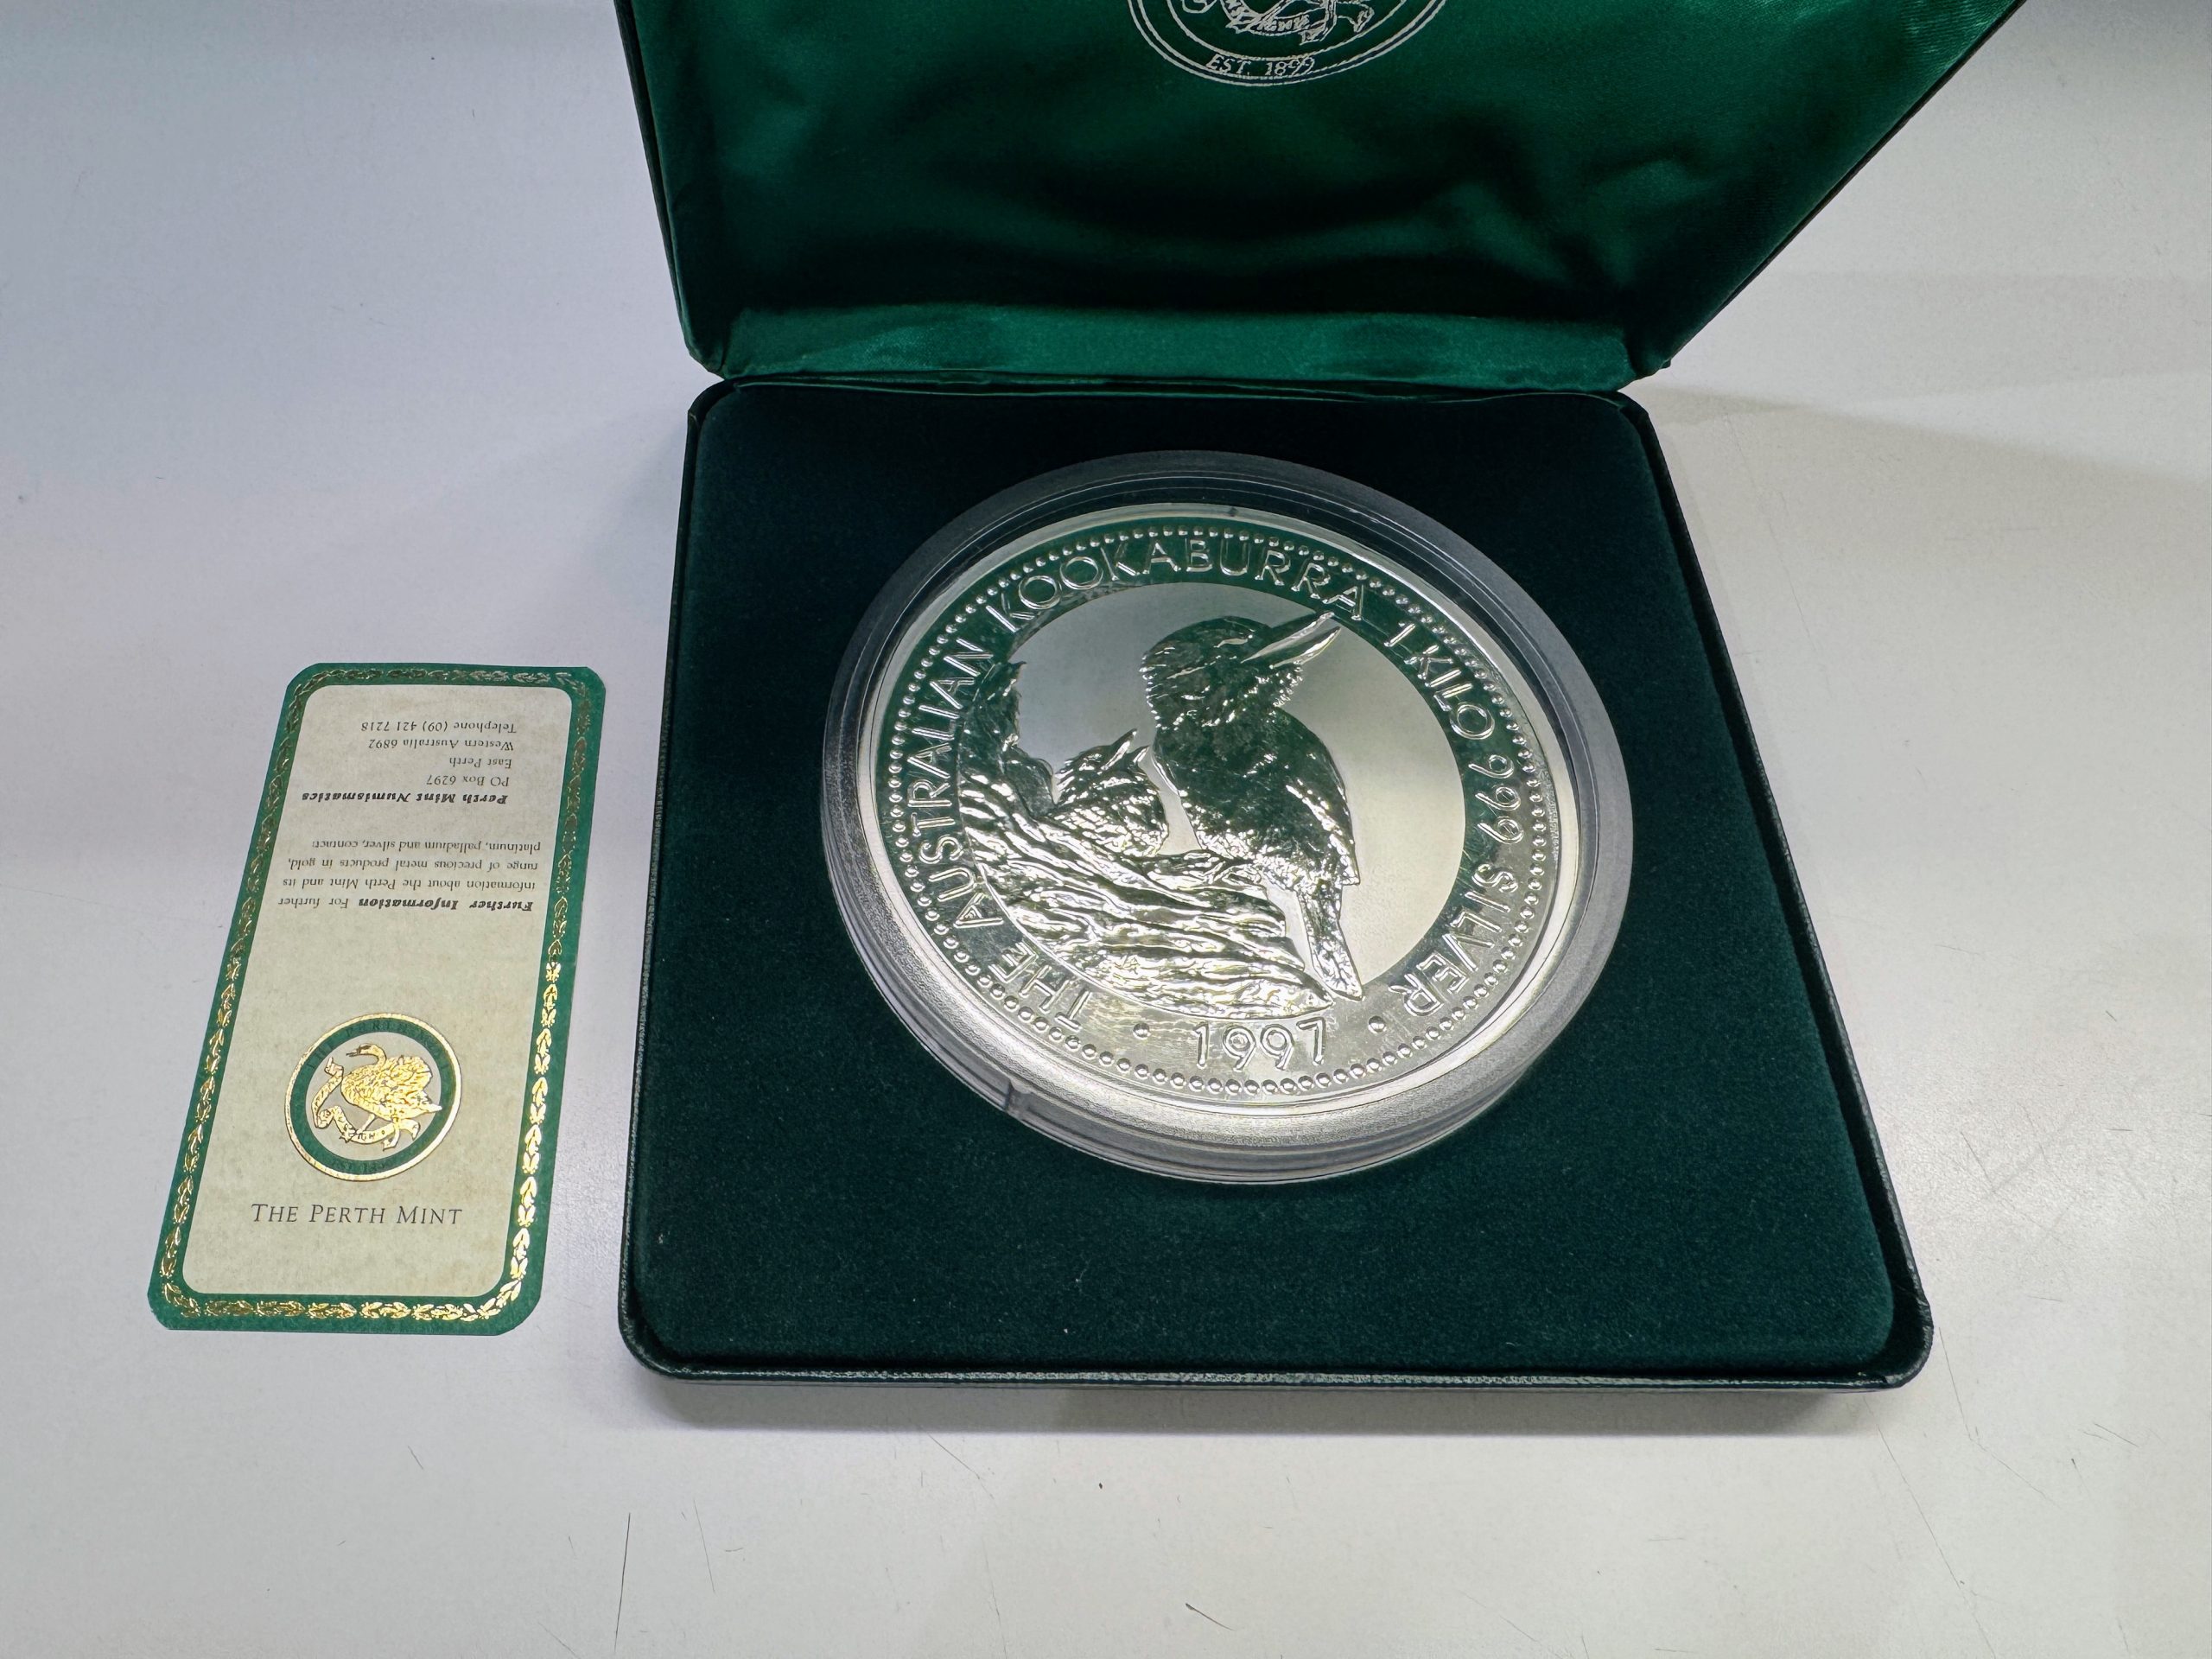 EST. 1899
THE AUSTRALIAN KOOKABURRA 1 KILO 999 SILVER
• 1997 •
Further Information For further
information about the Perth Mint and its
range of precious metal products in gold,
platinum, palladium and silver, contact:
Perth Mint Numismatics
PO Box 6297
East Perth
Western Australia 6892
Telephone (09) 421 7218
THE PERTH MINT